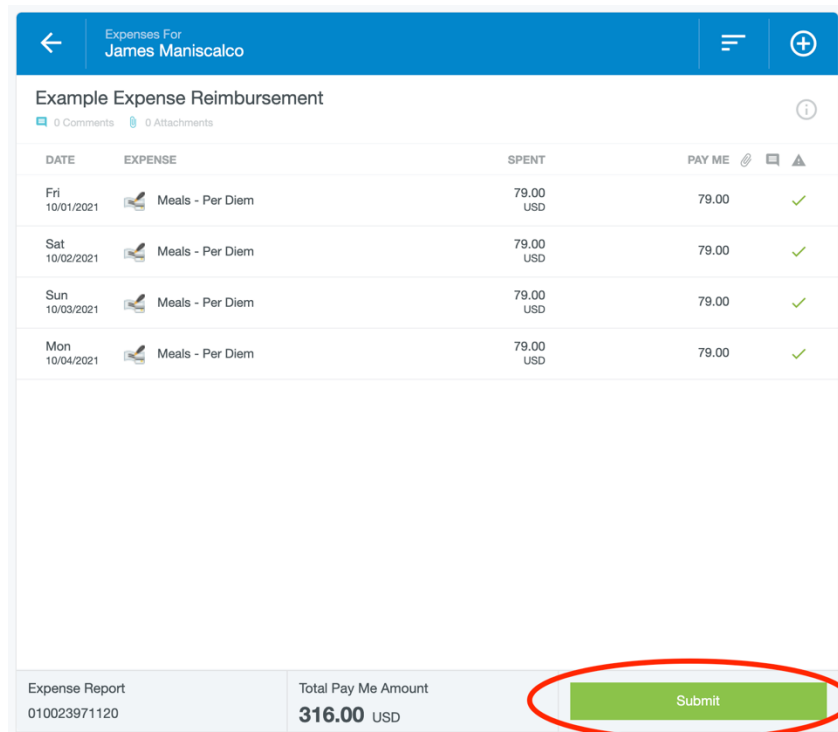 Expenses For
James Maniscalco
Example Expense Reimbursement
0 Comments 0 Attachments
DATE EXPENSE SPENT PAY ME
Fri
10/01/2021 Meals - Per Diem 79.00 USD 79.00
Sat
10/02/2021 Meals - Per Diem 79.00 USD 79.00
Sun
10/03/2021 Meals - Per Diem 79.00 USD 79.00
Mon
10/04/2021 Meals - Per Diem 79.00 USD 79.00
Expense Report
010023971120
Total Pay Me Amount
316.00 USD
Submit